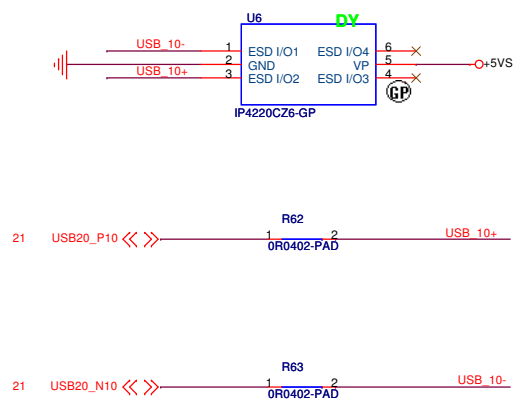 U6 DY
USB_10- 1 ESD I/O1 ESD I/O4 6
2 GND VP 5 +5VS
USB_10+ 3 ESD I/O2 ESD I/O3 4
GP
IP4220CZ6-GP
R62
21 USB20_P10 1 2 USB_10+
0R0402-PAD
R63
21 USB20_N10 1 2 USB_10-
0R0402-PAD